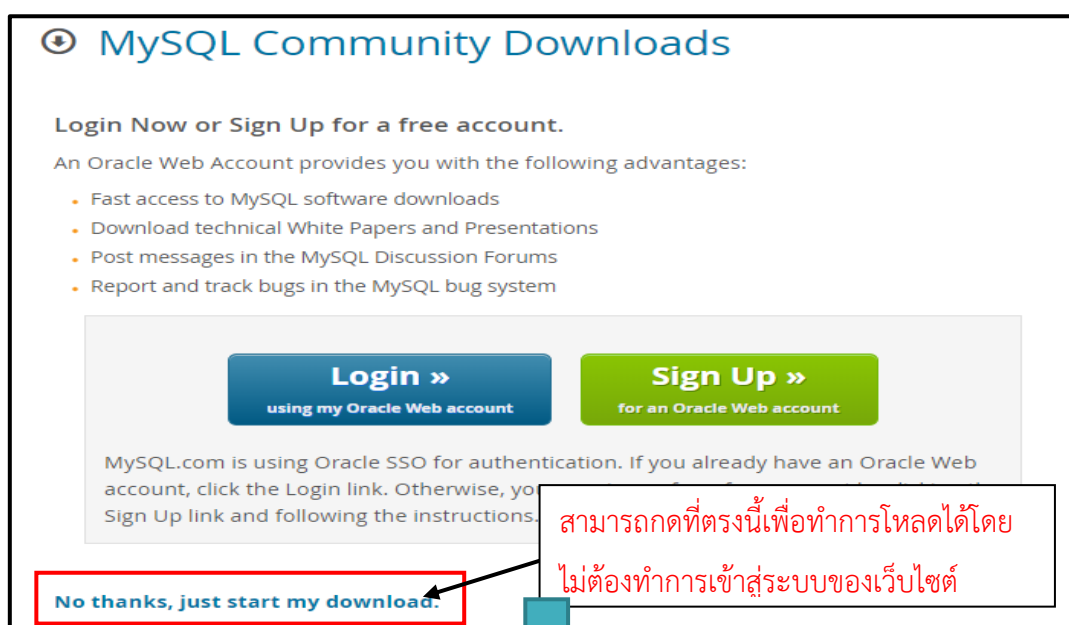 MySQL Community Downloads
Login Now or Sign Up for a free account.
An Oracle Web Account provides you with the following advantages:
Fast access to MySQL software downloads
Download technical White Papers and Presentations
Post messages in the MySQL Discussion Forums
Report and track bugs in the MySQL bug system
Login »
using my Oracle Web account
Sign Up »
for an Oracle Web account
MySQL.com is using Oracle SSO for authentication. If you already have an Oracle Web
account, click the Login link. Otherwise,
Sign Up link and following the instructions.
สามารถกดที่ตรงนี้เพื่อทำการโหลดได้โดย
ไม่ต้องทำการเข้าสู่ระบบของเว็บไซต์
No thanks, just start my download.